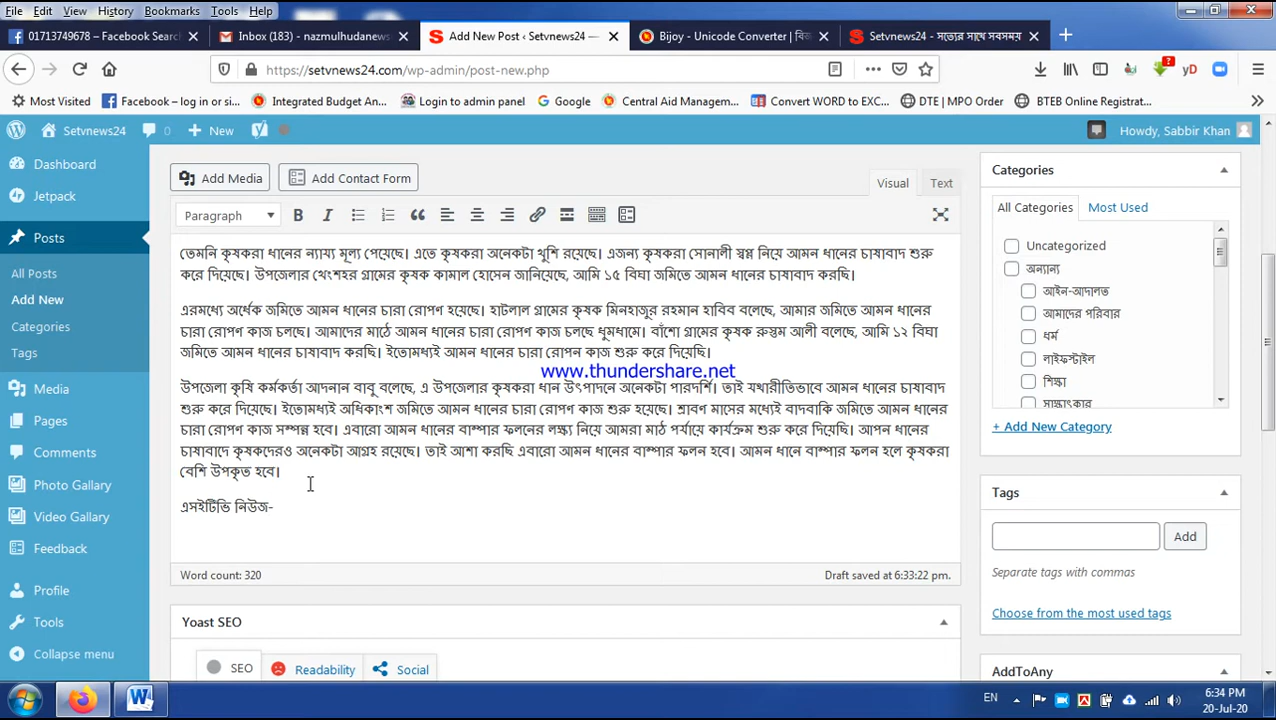 File Edit View History Bookmarks Tools Help
01713749678 – Facebook Searc
Inbox (183) - nazmulhudanews
Add New Post ‹ Setvnews24 —
Bijoy - Unicode Converter | বিজ
Setvnews24 - সত্যের সাথে সবসময়
https://setvnews24.com/wp-admin/post-new.php
Most Visited
Facebook – log in or si...
Integrated Budget An...
Login to admin panel
Google
Central Aid Managem...
Convert WORD to EXC...
DTE | MPO Order
BTEB Online Registrat...
Setvnews24 0 New
Howdy, Sabbir Khan
Dashboard
Jetpack
Posts
All Posts
Add New
Categories
Tags
Media
Pages
Comments
Photo Gallery
Video Gallary
Feedback
Profile
Tools
Collapse menu
Add Media
Add Contact Form
Visual Text
Paragraph
তেমনি কৃষকরা ধানের ন্যায্য মূল্য পেয়েছে। এতে কৃষকরা অনেকটা খুশি রয়েছে। এজন্য কৃষকরা সোনালী স্বপ্ন নিয়ে আমন ধানের চাষাবাদ শুরু
করে দিয়েছে। উপজেলার থেংশহর গ্রামের কৃষক কামাল হোসেন জানিয়েছে, আমি ১৫ বিঘা জমিতে আমন ধানের চাষাবাদ করছি।
এরমধ্যে অর্ধেক জমিতে আমন ধানের চারা রোপণ হয়েছে। হাটলাল গ্রামের কৃষক মিনহাজূর রহমান হাবিব বলেছে, আমার জমিতে আমন ধানের
চারা রোপণ কাজ চলছে। আমাদের মাঠে আমন ধানের চারা রোপণ কাজ চলছে ধুমধামে। বাঁশো গ্রামের কৃষক রুস্তম আলী বলেছে, আমি ১২ বিঘা
জমিতে আমন ধানের চাষাবাদ করছি। ইতোমধ্যই আমন ধানের চারা রোপন কাজ শুরু করে দিয়েছি।
www.thundershare.net
উপজেলা কৃষি কর্মকর্তা আদনান বাবু বলেছে, এ উপজেলার কৃষকরা ধান উৎপাদনে অনেকটা পারদর্শি। তাই যথারীতিভাবে আমন ধানের চাষাবাদ
শুরু করে দিয়েছে। ইতোমধ্যই অধিকাংশ জমিতে আমন ধানের চারা রোপণ কাজ শুরু হয়েছে। শ্রাবণ মাসের মধ্যেই বাদবাকি জমিতে আমন ধানের
চারা রোপণ কাজ সম্পন্ন হবে। এবারো আমন ধানের বাম্পার ফলনের লক্ষ্য নিয়ে আমরা মাঠ পর্যায়ে কার্যক্রম শুরু করে দিয়েছি। আপন ধানের
চাষাবাদে কৃষকদেরও অনেকটা আগ্রহ রয়েছে। তাই আশা করছি এবারো আমন ধানের বাম্পার ফলন হবে। আমন ধানে বাম্পার ফলন হলে কৃষকরা
বেশি উপকৃত হবে।
এসইটিভি নিউজ-
Word count: 320
Draft saved at 6:33:22 pm.
Yoast SEO
SEO
Readability
Social
Categories
All Categories
Most Used
Uncategorized
অন্যান্য
আইন-আদালত
আমাদের পরিবার
ধর্ম
লাইফস্টাইল
শিক্ষা
সাক্ষাৎকার
+ Add New Category
Tags
Add
Separate tags with commas
Choose from the most used tags
AddToAny
EN
6:34 PM
20-Jul-20